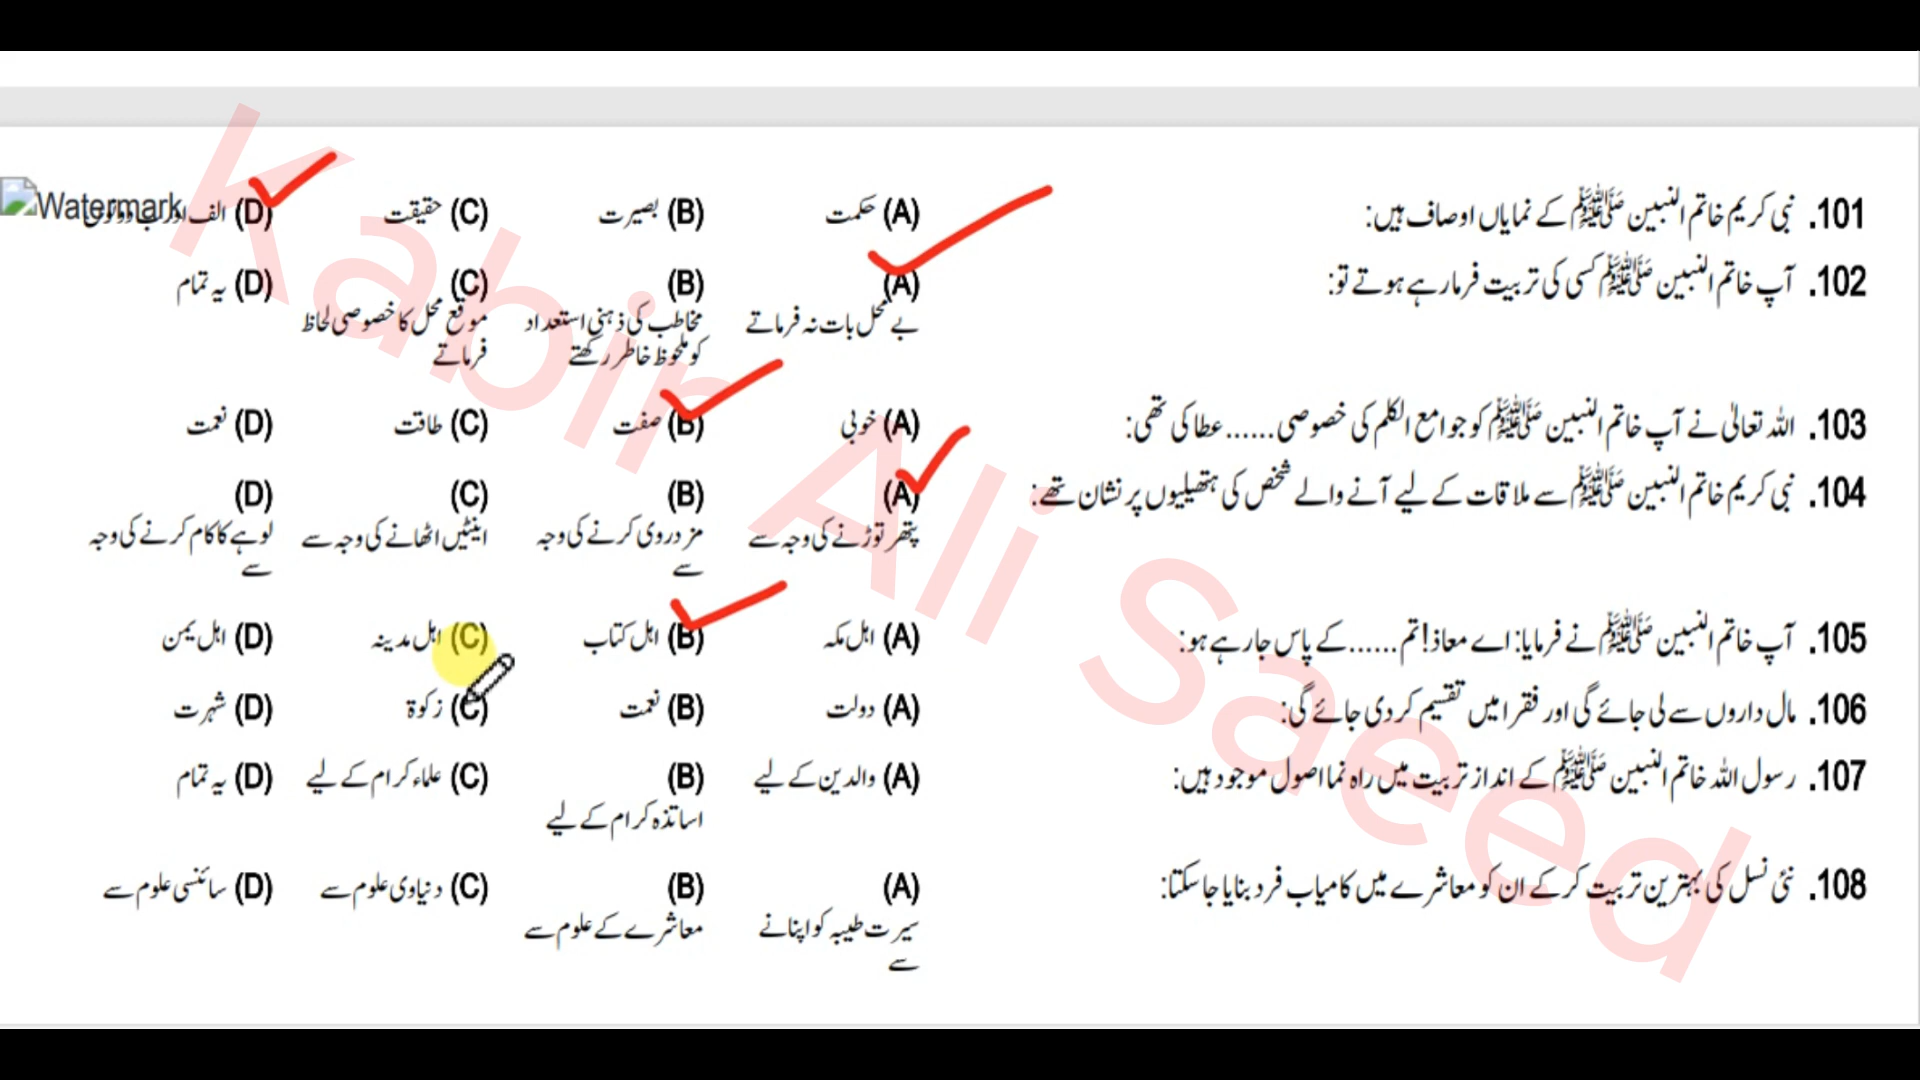 101. نبی کریم خاتم النبیین ﷺ کے نمایاں اوصاف ہیں:
(A) حکمت (B) بصیرت (C) حقیقت (D) الف اور
Watermark
102. آپ خاتم النبیین ﷺ کسی کی تربیت فرما رہے ہوتے تو:
(A) بے محل بات نہ فرماتے (B) مخاطب کی ذہنی استعداد کو ملحوظ خاطر رکھتے (C) موقع محل کا خصوصی لحاظ فرماتے (D) یہ تمام
103. اللہ تعالیٰ نے آپ خاتم النبیین ﷺ کو جوامع الکلم کی خصوصی ...... عطا کی تھی:
(A) خوبی (B) صفت (C) طاقت (D) نعمت
104. نبی کریم خاتم النبیین ﷺ سے ملاقات کے لیے آنے والے شخص کی ہتھیلیوں پر نشان تھے:
(A) پتھر توڑنے کی وجہ سے (B) مزدروی کرنے کی وجہ سے (C) اینٹیں اٹھانے کی وجہ سے (D) لوہے کا کام کرنے کی وجہ سے
105. آپ خاتم النبیین ﷺ نے فرمایا: اے معاذ! تم ...... کے پاس جا رہے ہو:
(A) اہل مکہ (B) اہل کتاب (C) اہل مدینہ (D) اہل یمن
106. مال داروں سے لی جائے گی اور فقرا میں تقسیم کر دی جائے گی:
(A) دولت (B) نعمت (C) زکوۃ (D) شہرت
107. رسول اللہ خاتم النبیین ﷺ کے انداز تربیت میں راہ نما اصول موجود ہیں:
(A) والدین کے لیے (B) اساتذہ کرام کے لیے (C) علماء کرام کے لیے (D) یہ تمام
108. نئی نسل کی بہترین تربیت کر کے ان کو معاشرے میں کامیاب فرد بنایا جا سکتا:
(A) سیرت طیبہ کو اپنانے سے (B) معاشرے کے علوم سے (C) دنیاوی علوم سے (D) سائنسی علوم سے
Kabir Ali Saeed